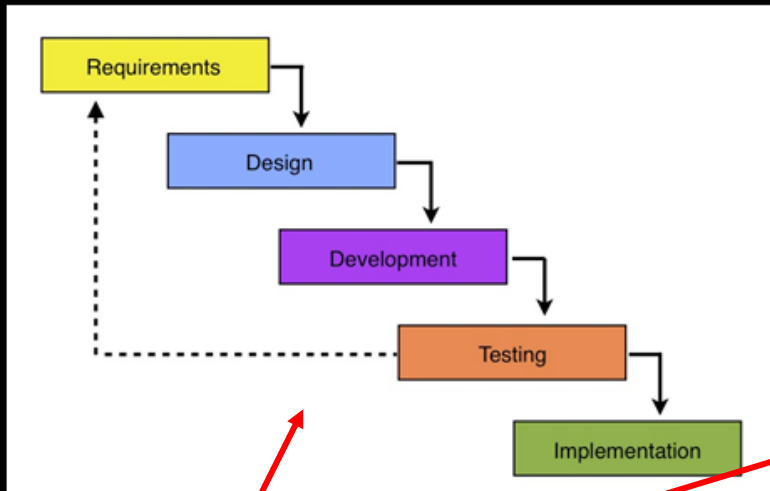 Requirements
Design
Development
Testing
Implementation